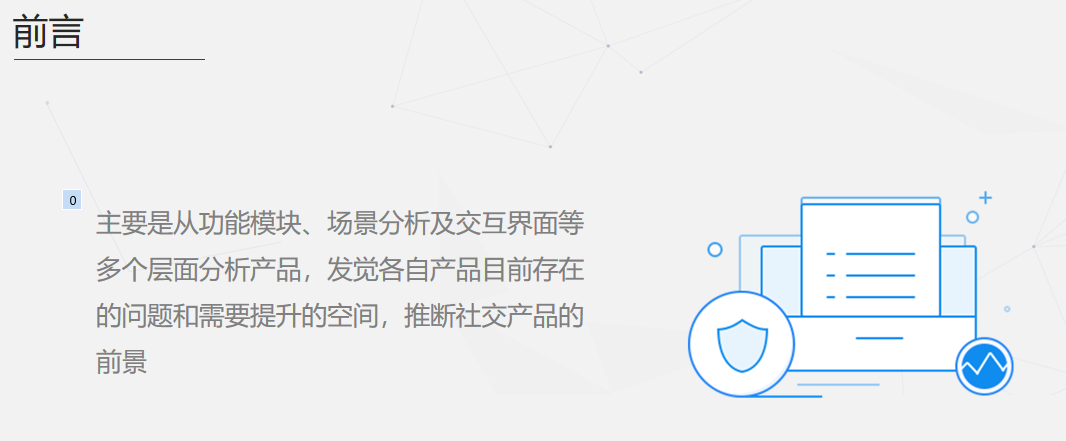 前言
0
主要是从功能模块、场景分析及交互界面等
多个层面分析产品，发觉各自产品目前存在
的问题和需要提升的空间，推断社交产品的
前景